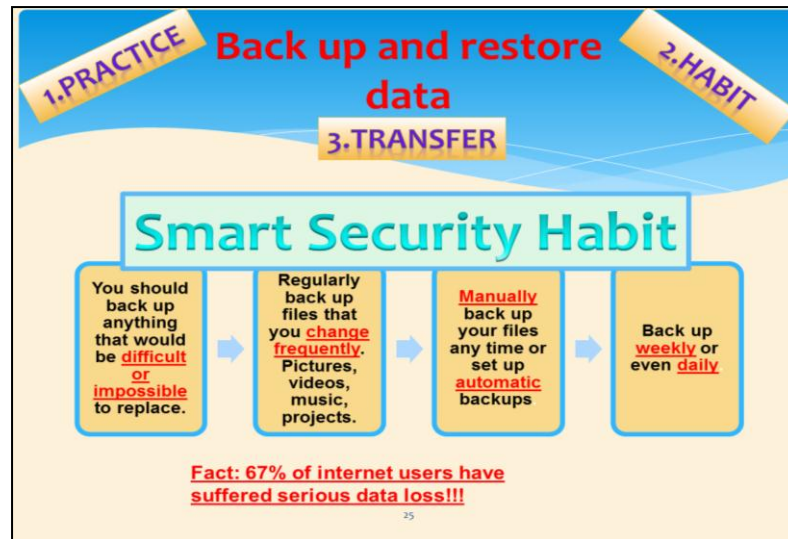 1.PRACTICE
Back up and restore
data
2.HABIT
3.TRANSFER
Smart Security Habit
You should
back up
anything
that would
be difficult
or
impossible
to replace.
Regularly
back up
files that
you change
frequently.
Pictures,
videos,
music,
projects.
Manually
back up
your files
any time or
set up
automatic
backups.
Back up
weekly or
even daily.
Fact: 67% of internet users have
suffered serious data loss!!!
25